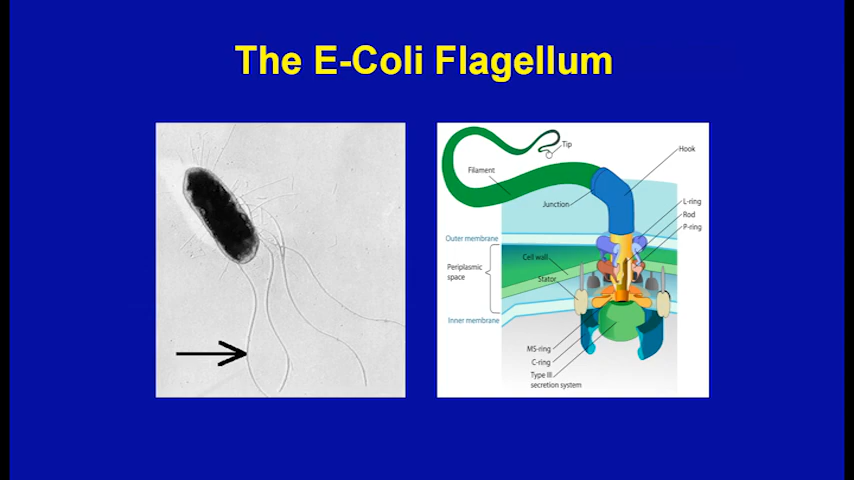 The E-Coli Flagellum
Tip
Hook
Filament
Junction
L-ring
Rod
P-ring
Outer membrane
Cell wall
Periplasmic
space
Stator
Inner membrane
MS-ring
C-ring
Type III
secretion system